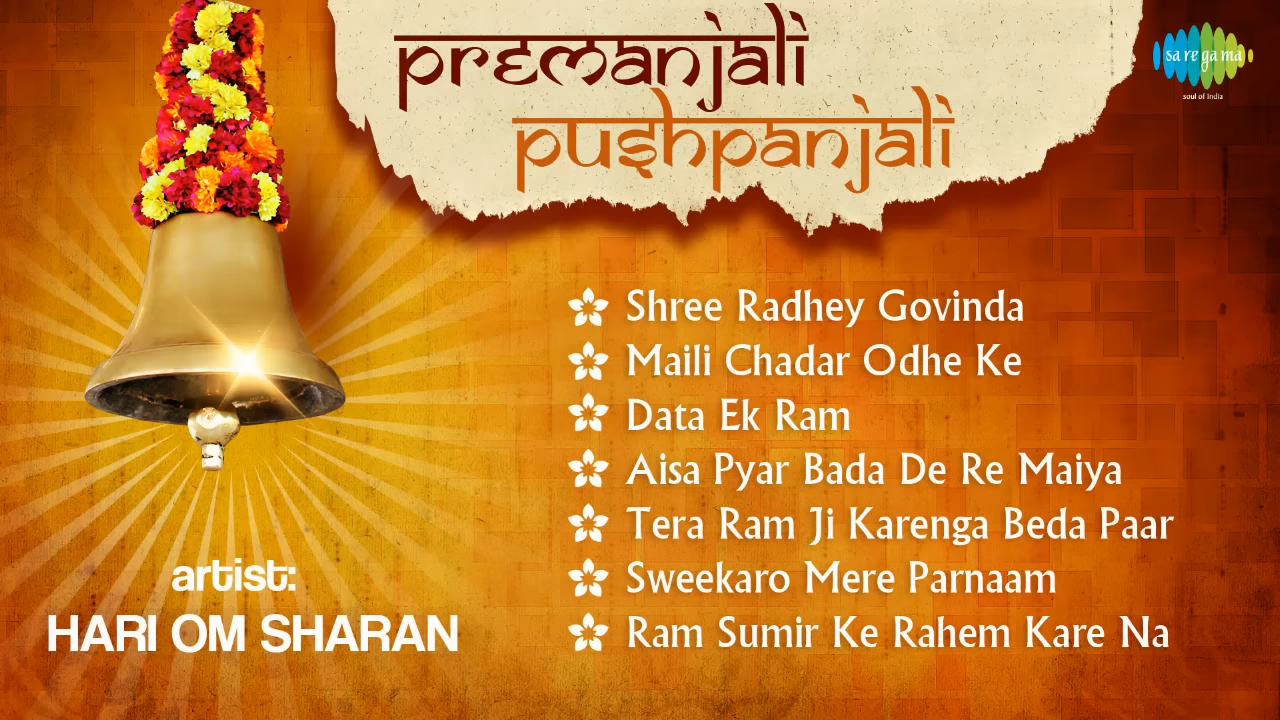 premanjali
pushpanjali
sa re ga ma
soul of India
Shree Radhey Govinda
Maili Chadar Odhe Ke
Data Ek Ram
Aisa Pyar Bada De Re Maiya
Tera Ram Ji Karenga Beda Paar
Sweekaro Mere Parnaam
Ram Sumir Ke Rahem Kare Na
artist:
HARI OM SHARAN